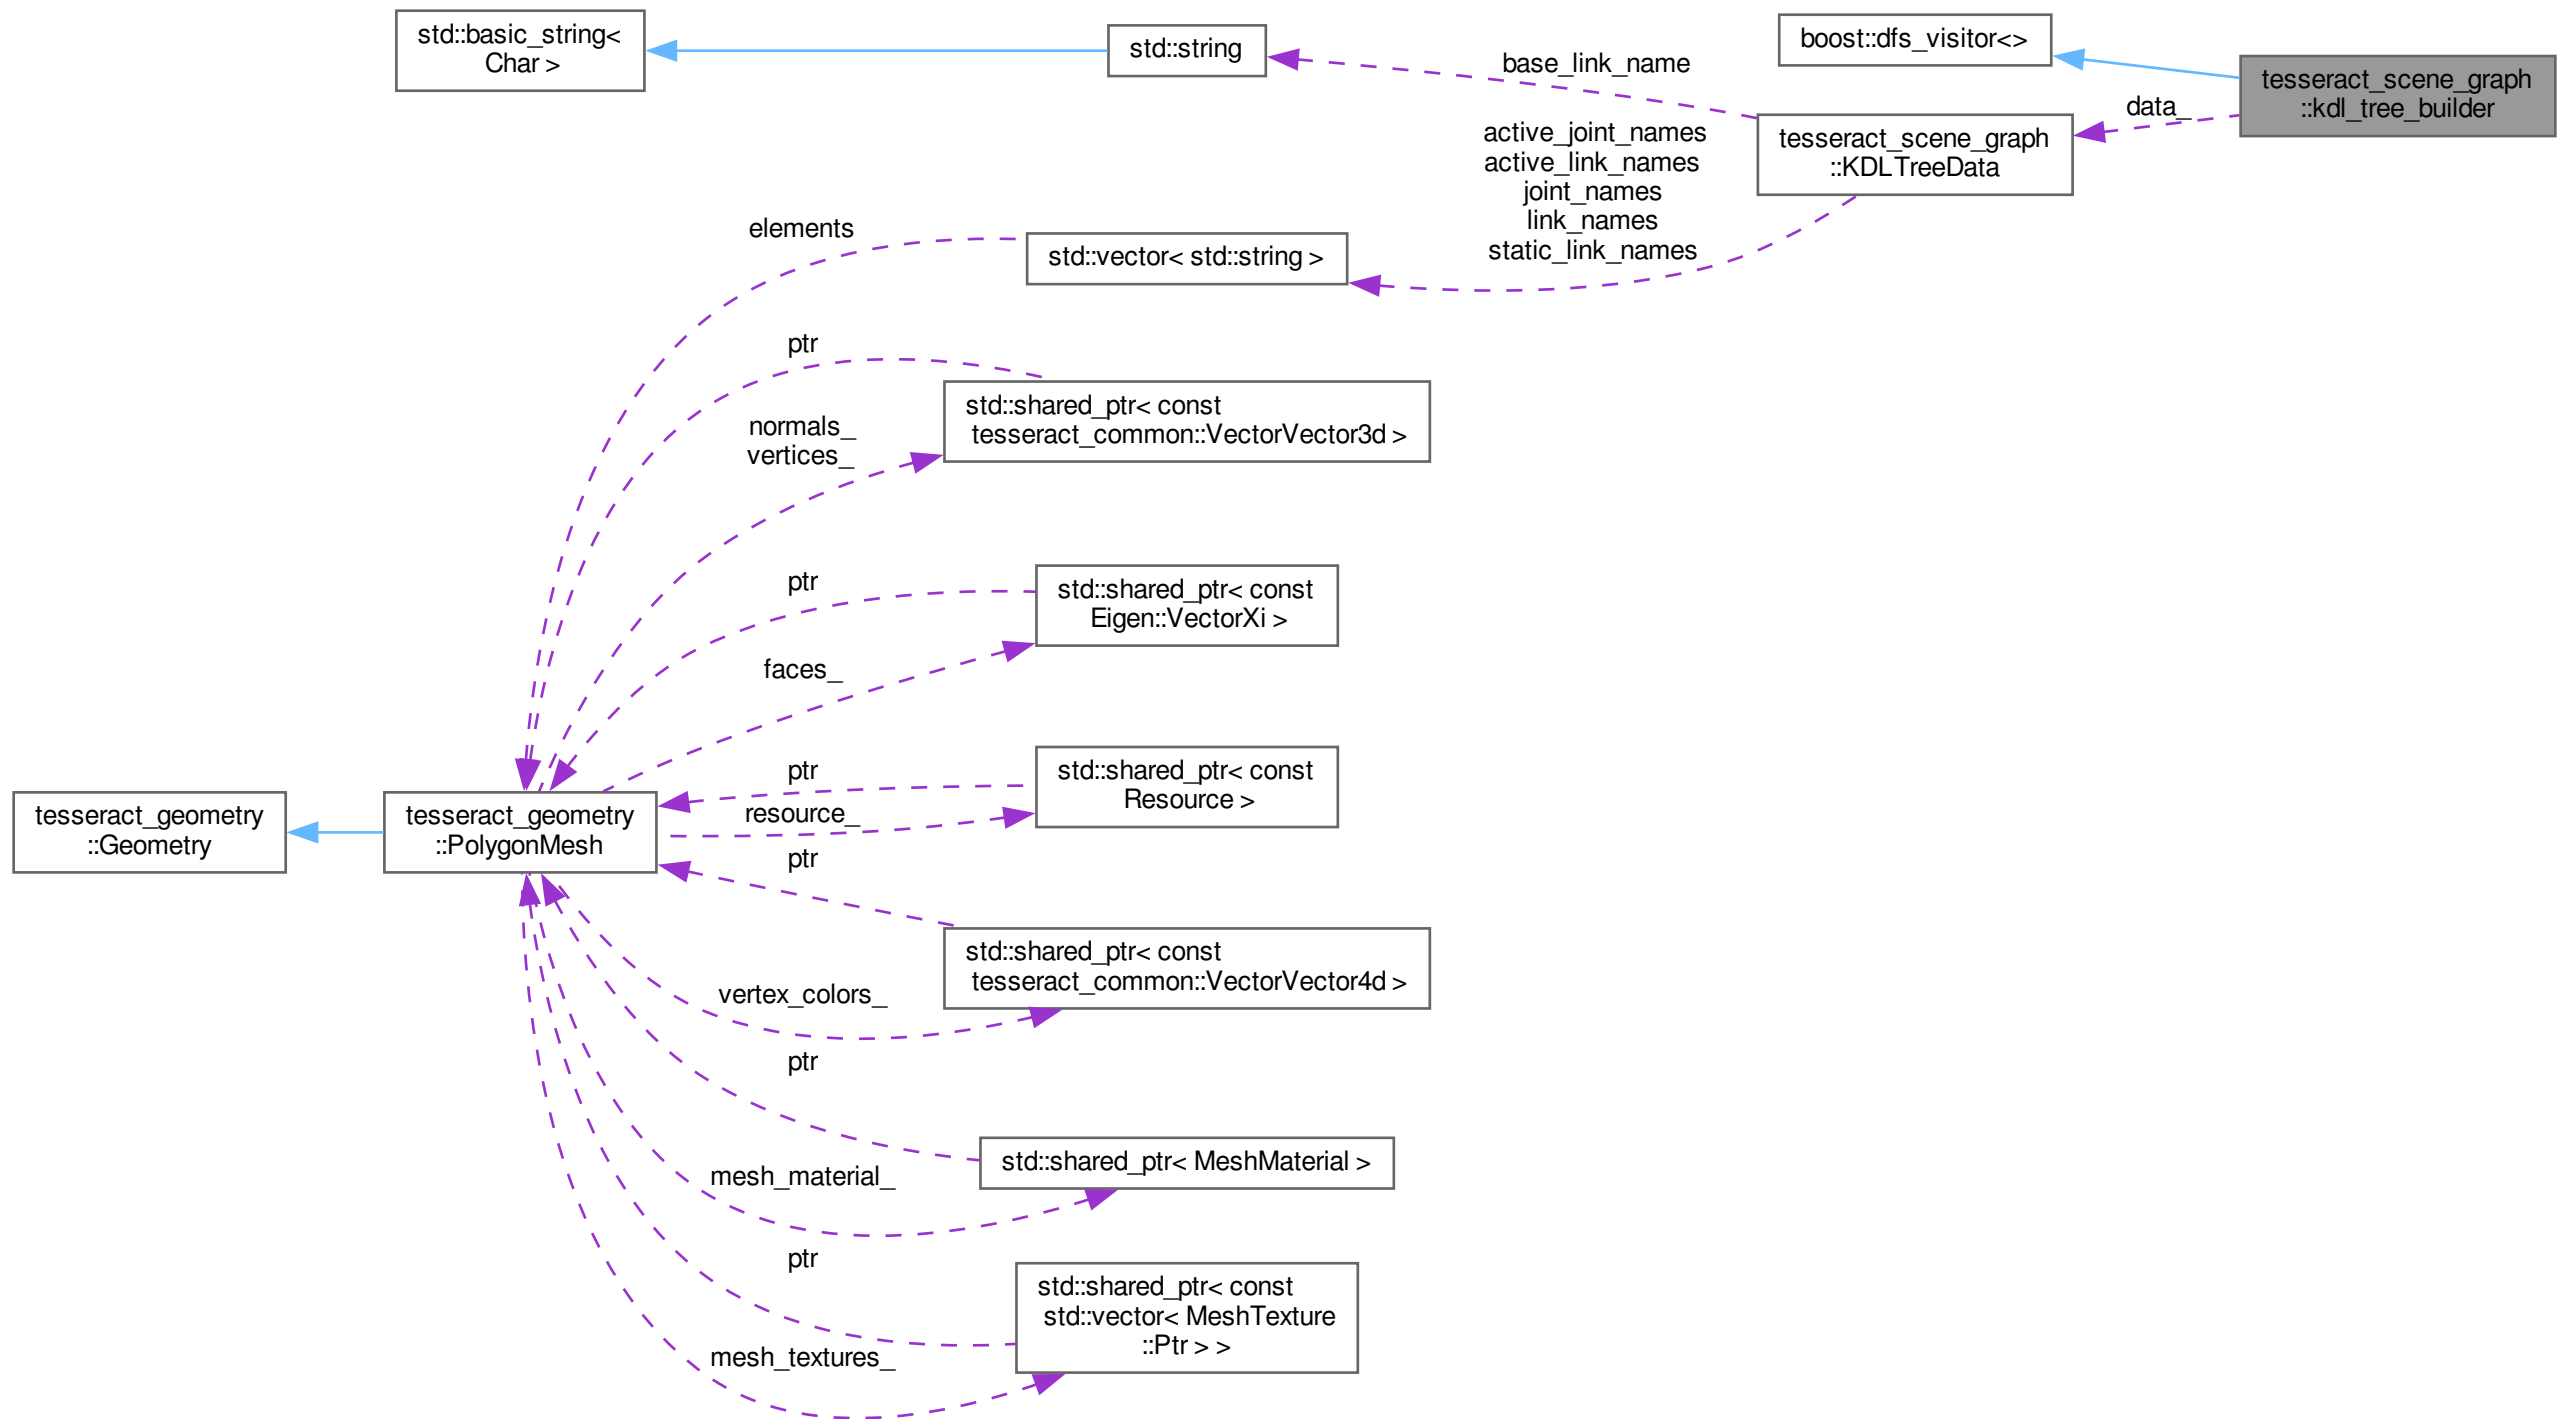 std::basic_string<
Char >
std::string
base_link_name
boost::dfs_visitor<>
tesseract_scene_graph
::kdl_tree_builder
data_
tesseract_scene_graph
::KDLTreeData
active_joint_names
active_link_names
joint_names
link_names
static_link_names
elements
std::vector< std::string >
ptr
std::shared_ptr< const
tesseract_common::VectorVector3d >
normals_
vertices_
ptr
std::shared_ptr< const
Eigen::VectorXi >
faces_
ptr
std::shared_ptr< const
Resource >
resource_
tesseract_geometry
::Geometry
tesseract_geometry
::PolygonMesh
ptr
std::shared_ptr< const
tesseract_common::VectorVector4d >
vertex_colors_
ptr
std::shared_ptr< MeshMaterial >
mesh_material_
ptr
std::shared_ptr< const
std::vector< MeshTexture
::Ptr > >
mesh_textures_